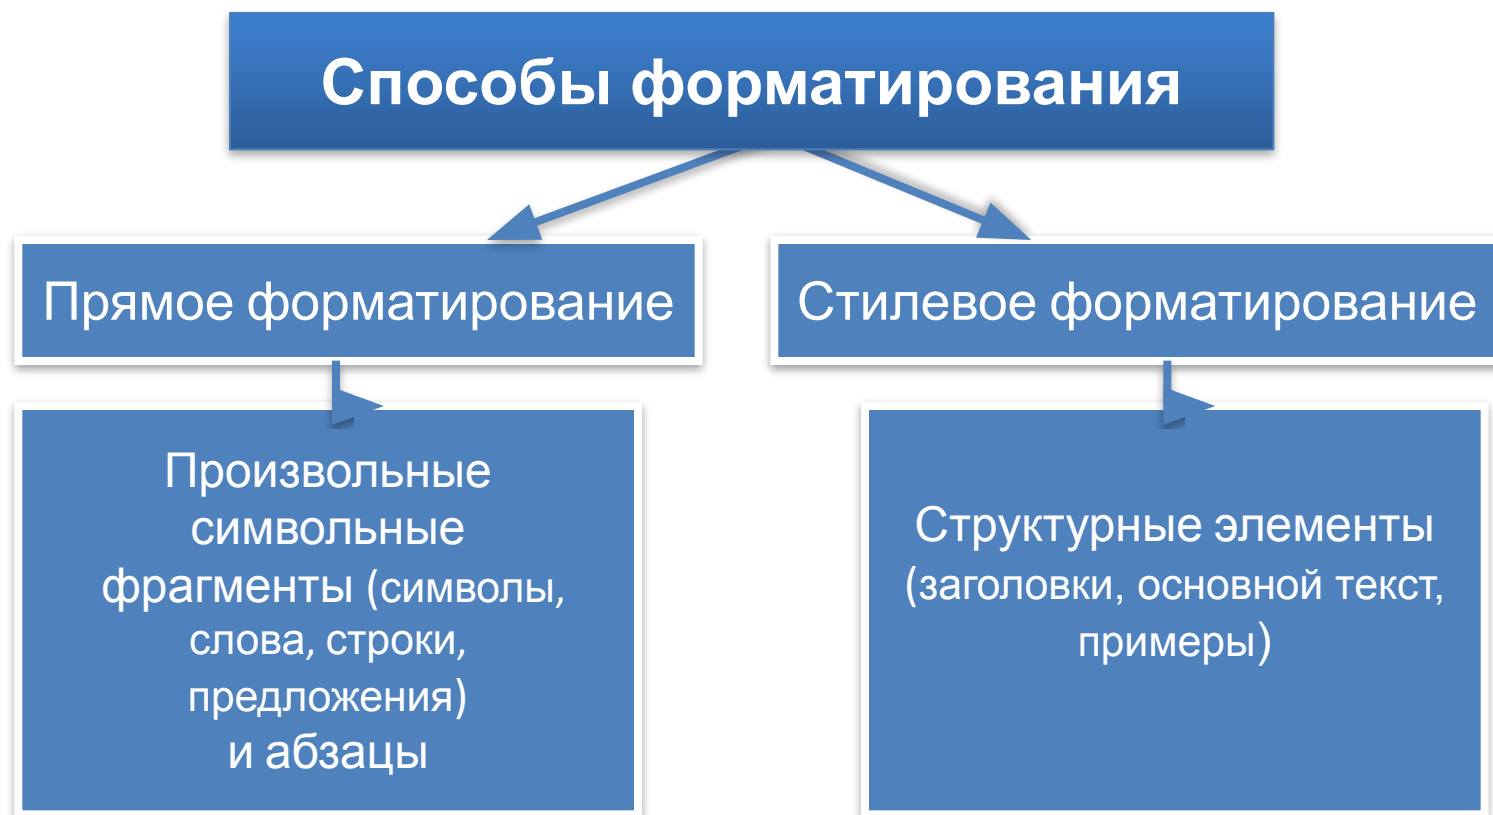 Способы форматирования
Прямое форматирование
Стилевое форматирование
Произвольные
символьные
фрагменты (символы,
слова, строки,
предложения)
и абзацы
Структурные элементы
(заголовки, основной текст,
примеры)